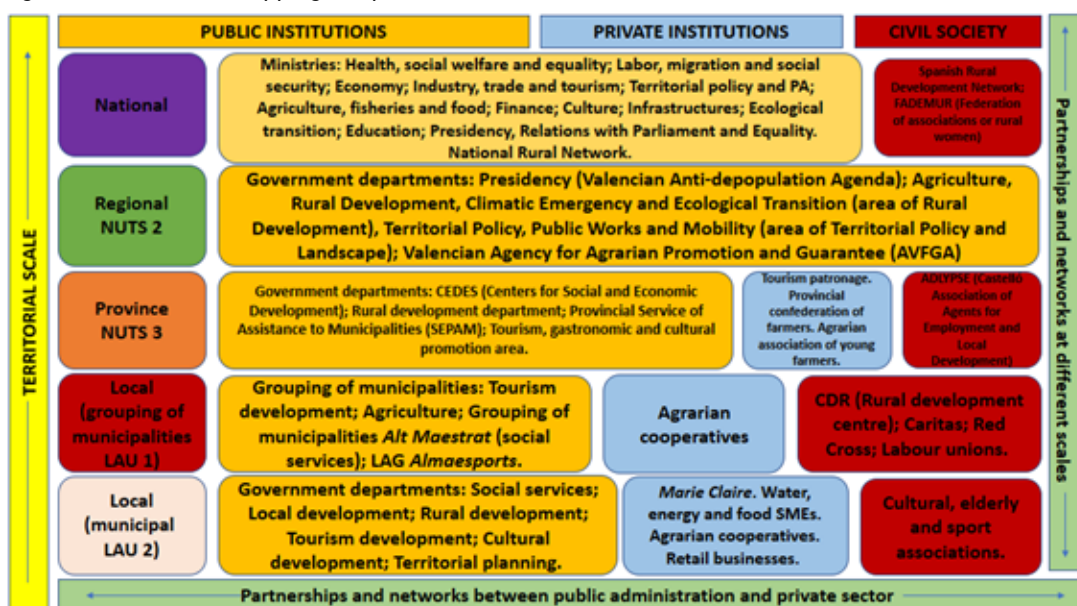 PUBLIC INSTITUTIONS
PRIVATE INSTITUTIONS
CIVIL SOCIETY
TERRITORIAL SCALE
Partnerships and networks at different scales
National
Ministries: Health, social welfare and equality; Labor, migration and social
security; Economy; Industry, trade and tourism; Territorial policy and PA;
Agriculture, fisheries and food; Finance; Culture; Infrastructures; Ecological
transition; Education; Presidency, Relations with Parliament and Equality.
National Rural Network.
Spanish Rural
Development Network;
FADEMUR (Federation
of associations or rural
women)
Regional
NUTS 2
Government departments: Presidency (Valencian Anti-depopulation Agenda); Agriculture,
Rural Development, Climatic Emergency and Ecological Transition (area of Rural
Development), Territorial Policy, Public Works and Mobility (area of Territorial Policy and
Landscape); Valencian Agency for Agrarian Promotion and Guarantee (AVFGA)
Province
NUTS 3
Government departments: CEDES (Centers for Social and Economic
Development); Rural development department; Provincial Service of
Assistance to Municipalities (SEPAM); Tourism, gastronomic and cultural
promotion area.
Tourism patronage.
Provincial
confederation of
farmers. Agrarian
association of young
farmers.
ADLYPSE (Castelló
Association of
Agents for
Employment and
Local
Development)
Local
(grouping of
municipalities
LAU 1)
Grouping of municipalities: Tourism
development; Agriculture; Grouping of
municipalities Alt Maestrat (social
services); LAG Almaesports.
Agrarian
cooperatives
CDR (Rural development
centre); Caritas; Red
Cross; Labour unions.
Local
(municipal
LAU 2)
Government departments: Social services;
Local development; Rural development;
Tourism development; Cultural
development; Territorial planning.
Marie Claire. Water,
energy and food SMEs.
Agrarian cooperatives.
Retail businesses.
Cultural, elderly
and sport
associations.
Partnerships and networks between public administration and private sector